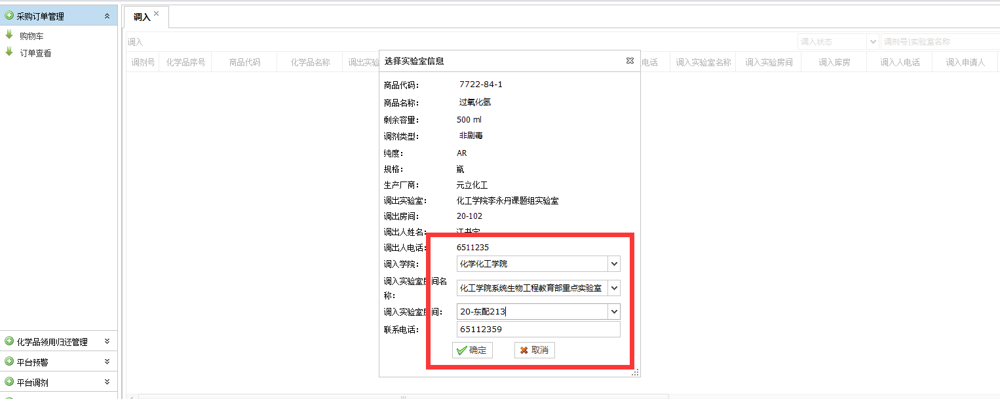 采购订单管理
购物车
订单查看
化学品领用归还管理
平台预警
平台调剂
调入
调入
调入状态
调剂号|实验室名称
调剂号 化学品序号 商品代码 化学品名称 调出实验 电话 调入实验室名称 调入实验房间 调入库房 调入人电话 调入申请人
选择实验室信息
商品代码: 7722-84-1
商品名称: 过氧化氢
剩余容量: 500 ml
调剂类型: 非剧毒
纯度: AR
规格: 瓶
生产厂商: 元立化工
调出实验室: 化工学院李永丹课题组实验室
调出房间: 20-102
调出人姓名:
调出人电话: 6511235
调入学院: 化学化工学院
调入实验室房间名
称: 化工学院系统生物工程教育部重点实验室
调入实验室房间: 20-东配213
联系电话: 65112359
确定 取消